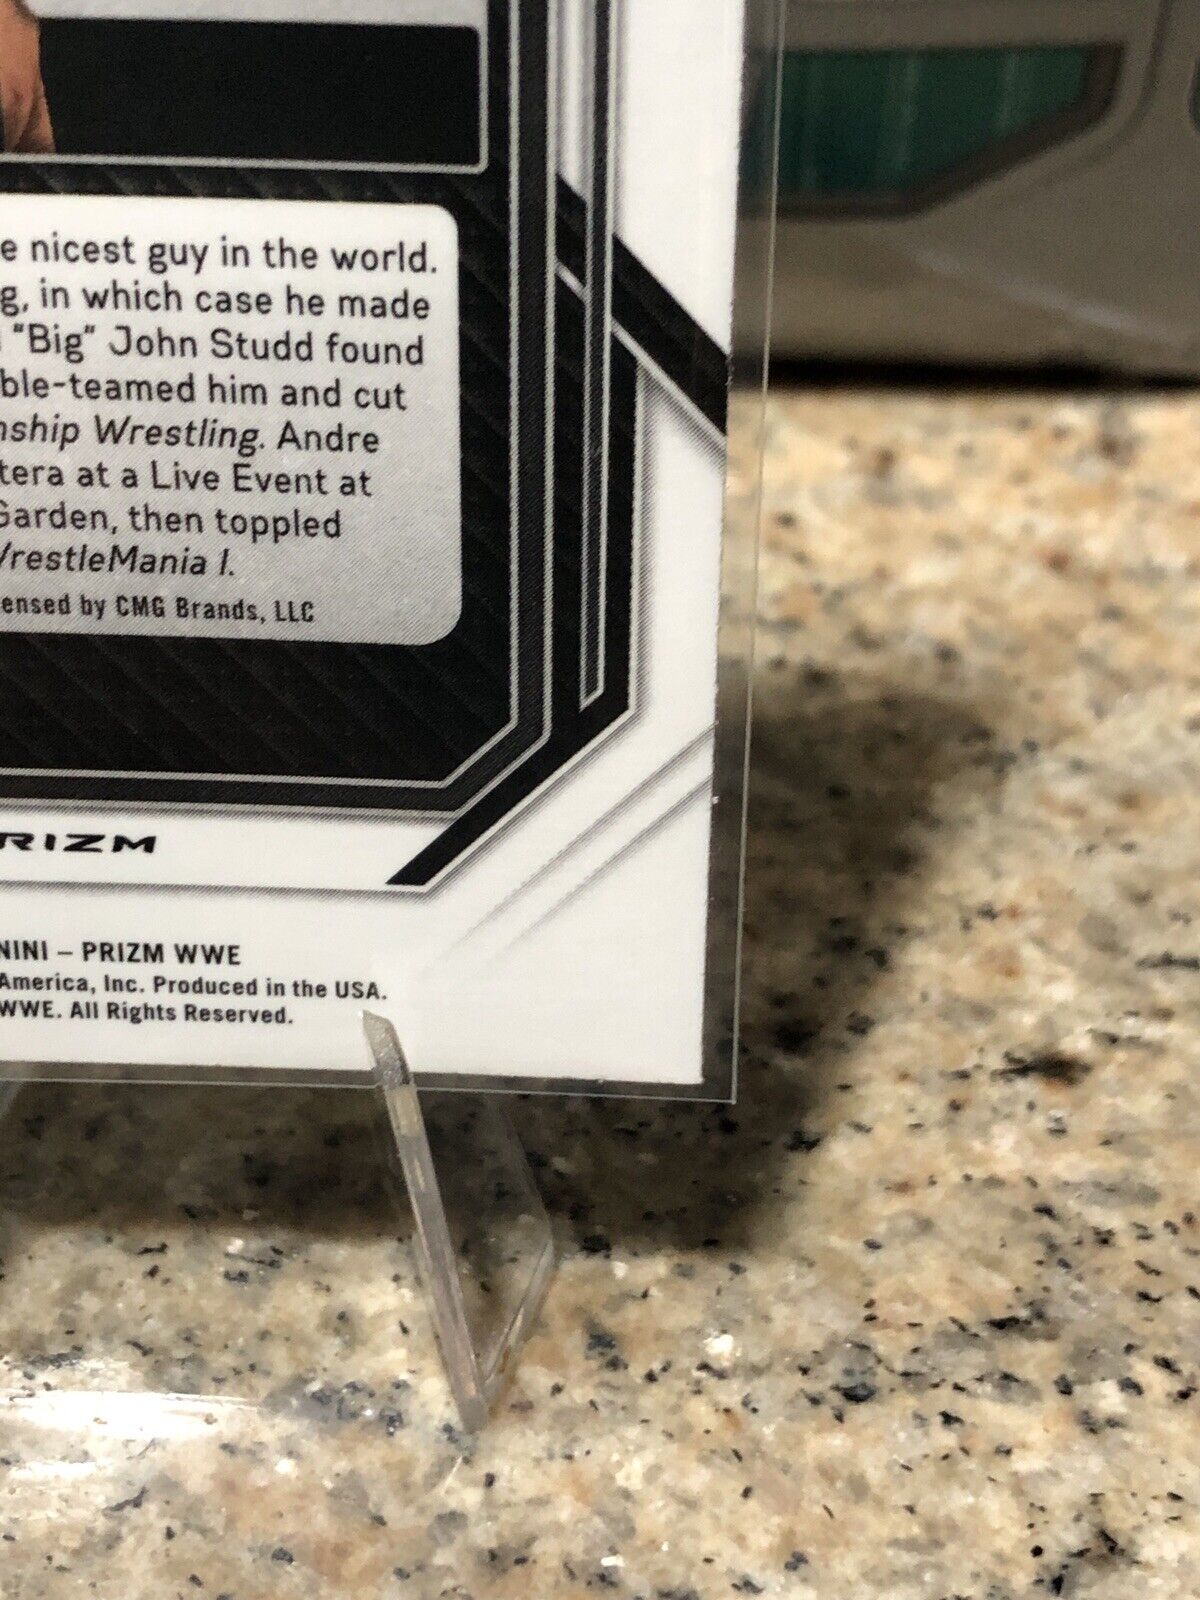 e nicest guy in the world.
g, in which case he made
"Big" John Studd found
ble-teamed him and cut
nship Wrestling. Andre
tera at a Live Event at
Garden, then toppled
WrestleMania I.
ensed by CMG Brands, LLC
RIZM
NINI – PRIZM WWE
America, Inc. Produced in the USA.
WWE. All Rights Reserved.